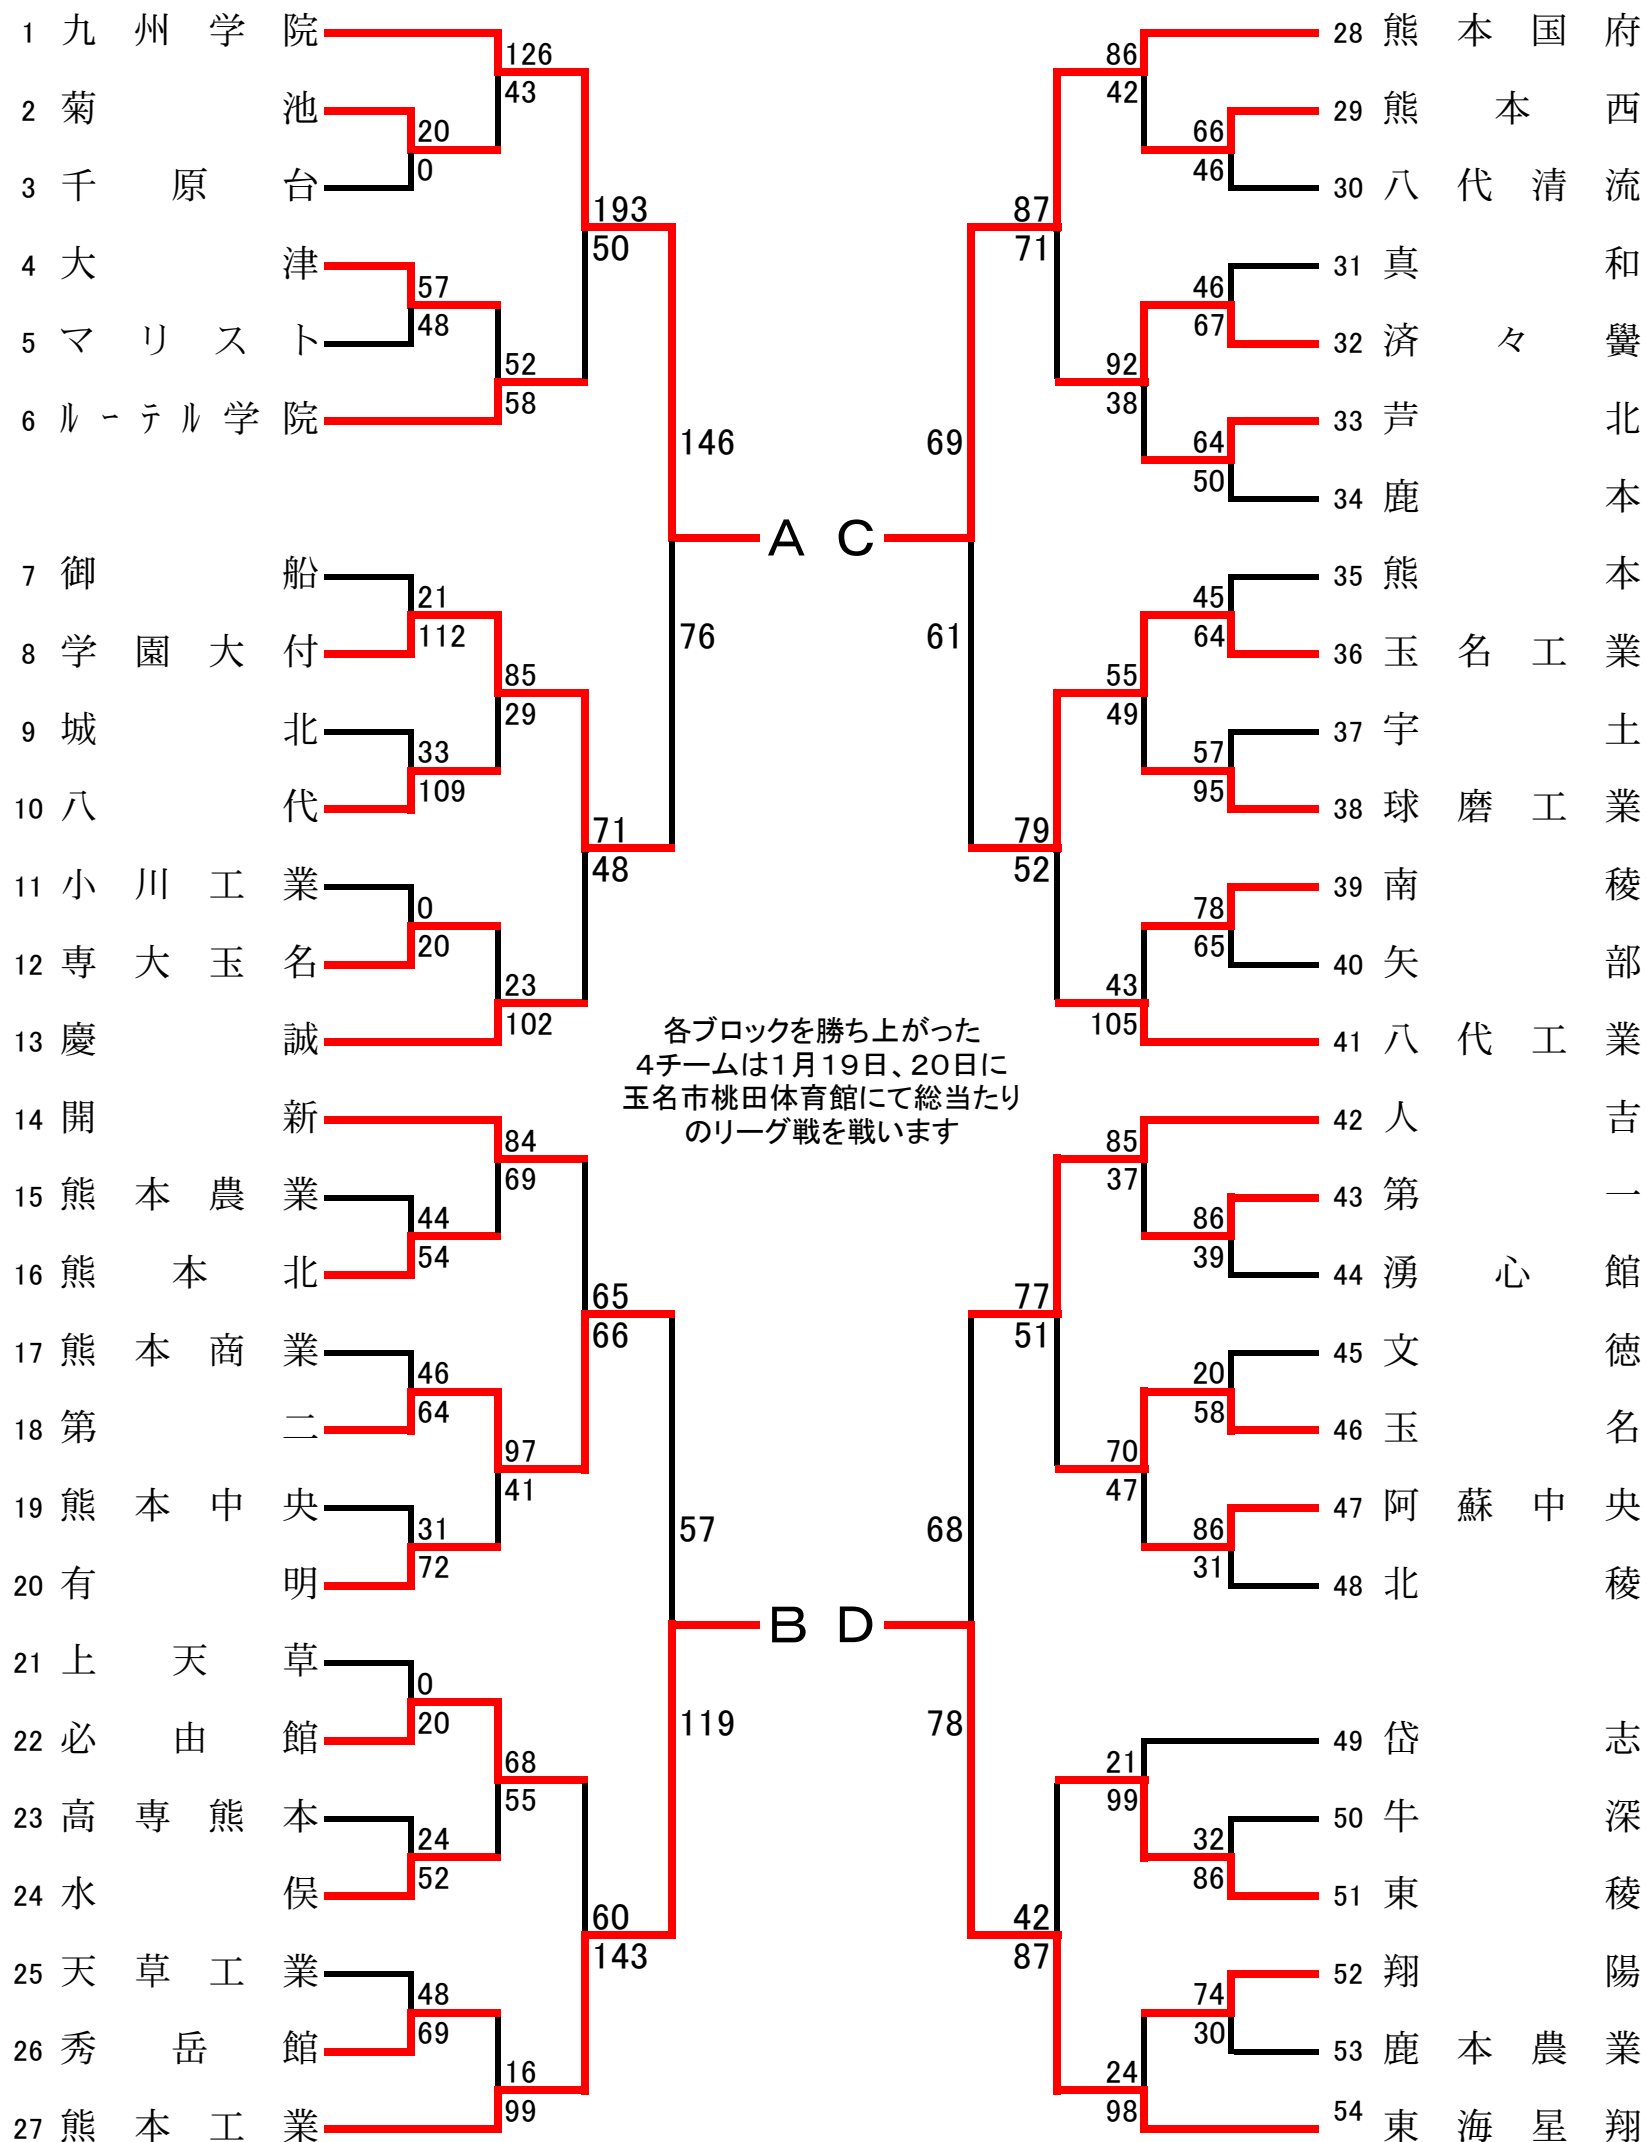 1 九州学院
2 菊池
3 千原台
4 大津
5 マリスト
6 ﾙｰﾃﾙ学院
7 御船
8 学園大付
9 城北
10 八代
11 小川工業
12 専大玉名
13 慶誠
14 開新
15 熊本農業
16 熊本北
17 熊本商業
18 第二
19 熊本中央
20 有明
21 上天草
22 必由館
23 高専熊本
24 水俣
25 天草工業
26 秀岳館
27 熊本工業
126
43
20
0
193
50
57
48
52
58
146
21
112
76
85
29
33
109
71
48
0
20
23
102
84
69
44
54
65
66
46
64
97
41
31
72
57
0
20
119
68
55
24
52
60
143
48
69
16
99
A C
B D
各ブロックを勝ち上がった
4チームは1月19日、20日に
玉名市桃田体育館にて総当たり
のリーグ戦を戦います
86
42
66
46
87
71
46
67
92
38
64
50
69
61
45
64
55
49
57
95
79
52
78
65
43
105
85
37
86
39
77
51
20
58
70
47
86
31
68
78
21
99
32
86
42
87
74
30
24
98
28 熊本国府
29 熊本西
30 八代清流
31 真和
32 済々黌
33 芦北
34 鹿本
35 熊本
36 玉名工業
37 宇土
38 球磨工業
39 南稜
40 矢部
41 八代工業
42 人吉
43 第一
44 湧心館
45 文徳
46 玉名
47 阿蘇中央
48 北稜
49 岱志
50 牛深
51 東稜
52 翔陽
53 鹿本農業
54 東海星翔